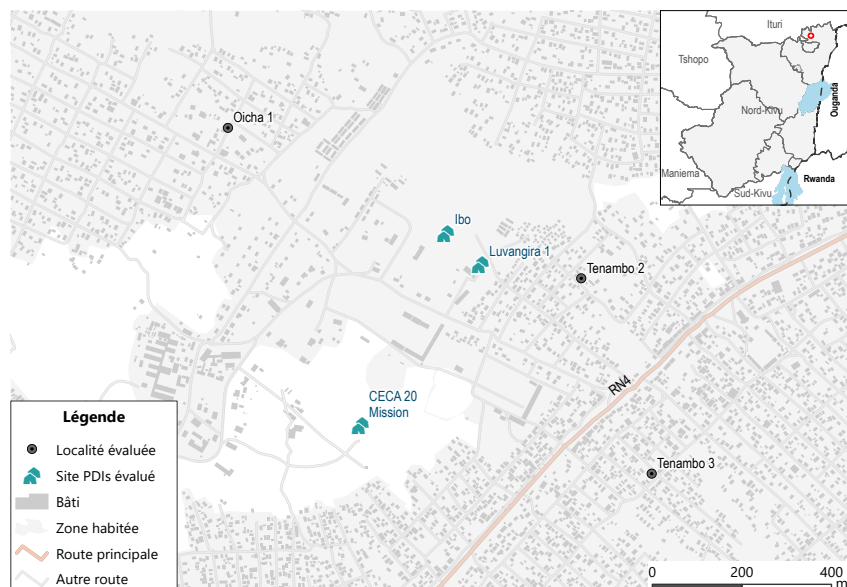 Ituri
Tshopo
Nord-Kivu
Ouganda
Maniema
Rwanda
Sud-Kivu
Oicha 1
Ibo
Luvangira 1
Tenambo 2
RN4
CECA 20
Mission
Tenambo 3
Légende
Localité évaluée
Site PDIs évalué
Bâti
Zone habitée
Route principale
Autre route
0 200 400
m